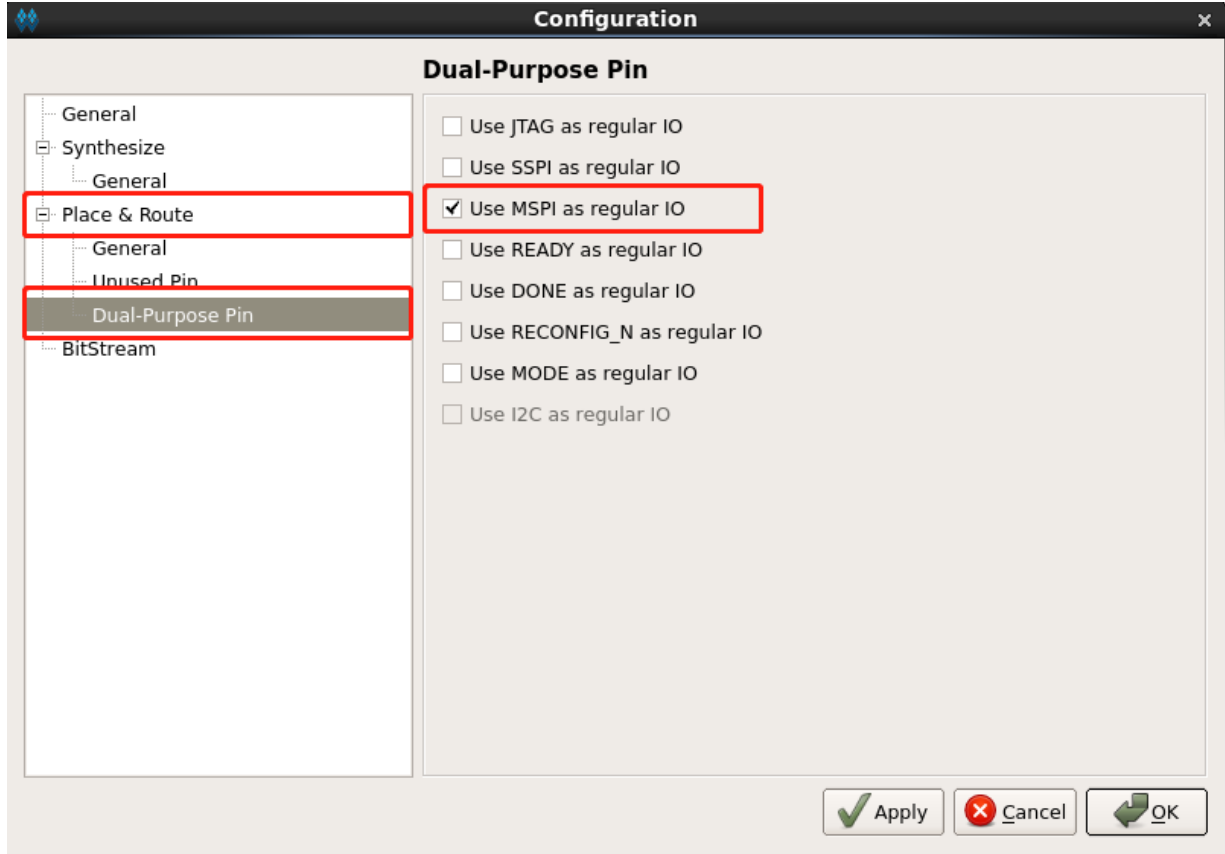 Configuration
Dual-Purpose Pin
General
Synthesize
General
Place & Route
General
Unused Pin
Dual-Purpose Pin
BitStream
Use JTAG as regular IO
Use SSPI as regular IO
Use MSPI as regular IO
Use READY as regular IO
Use DONE as regular IO
Use RECONFIG_N as regular IO
Use MODE as regular IO
Use I2C as regular IO
Apply
Cancel
OK